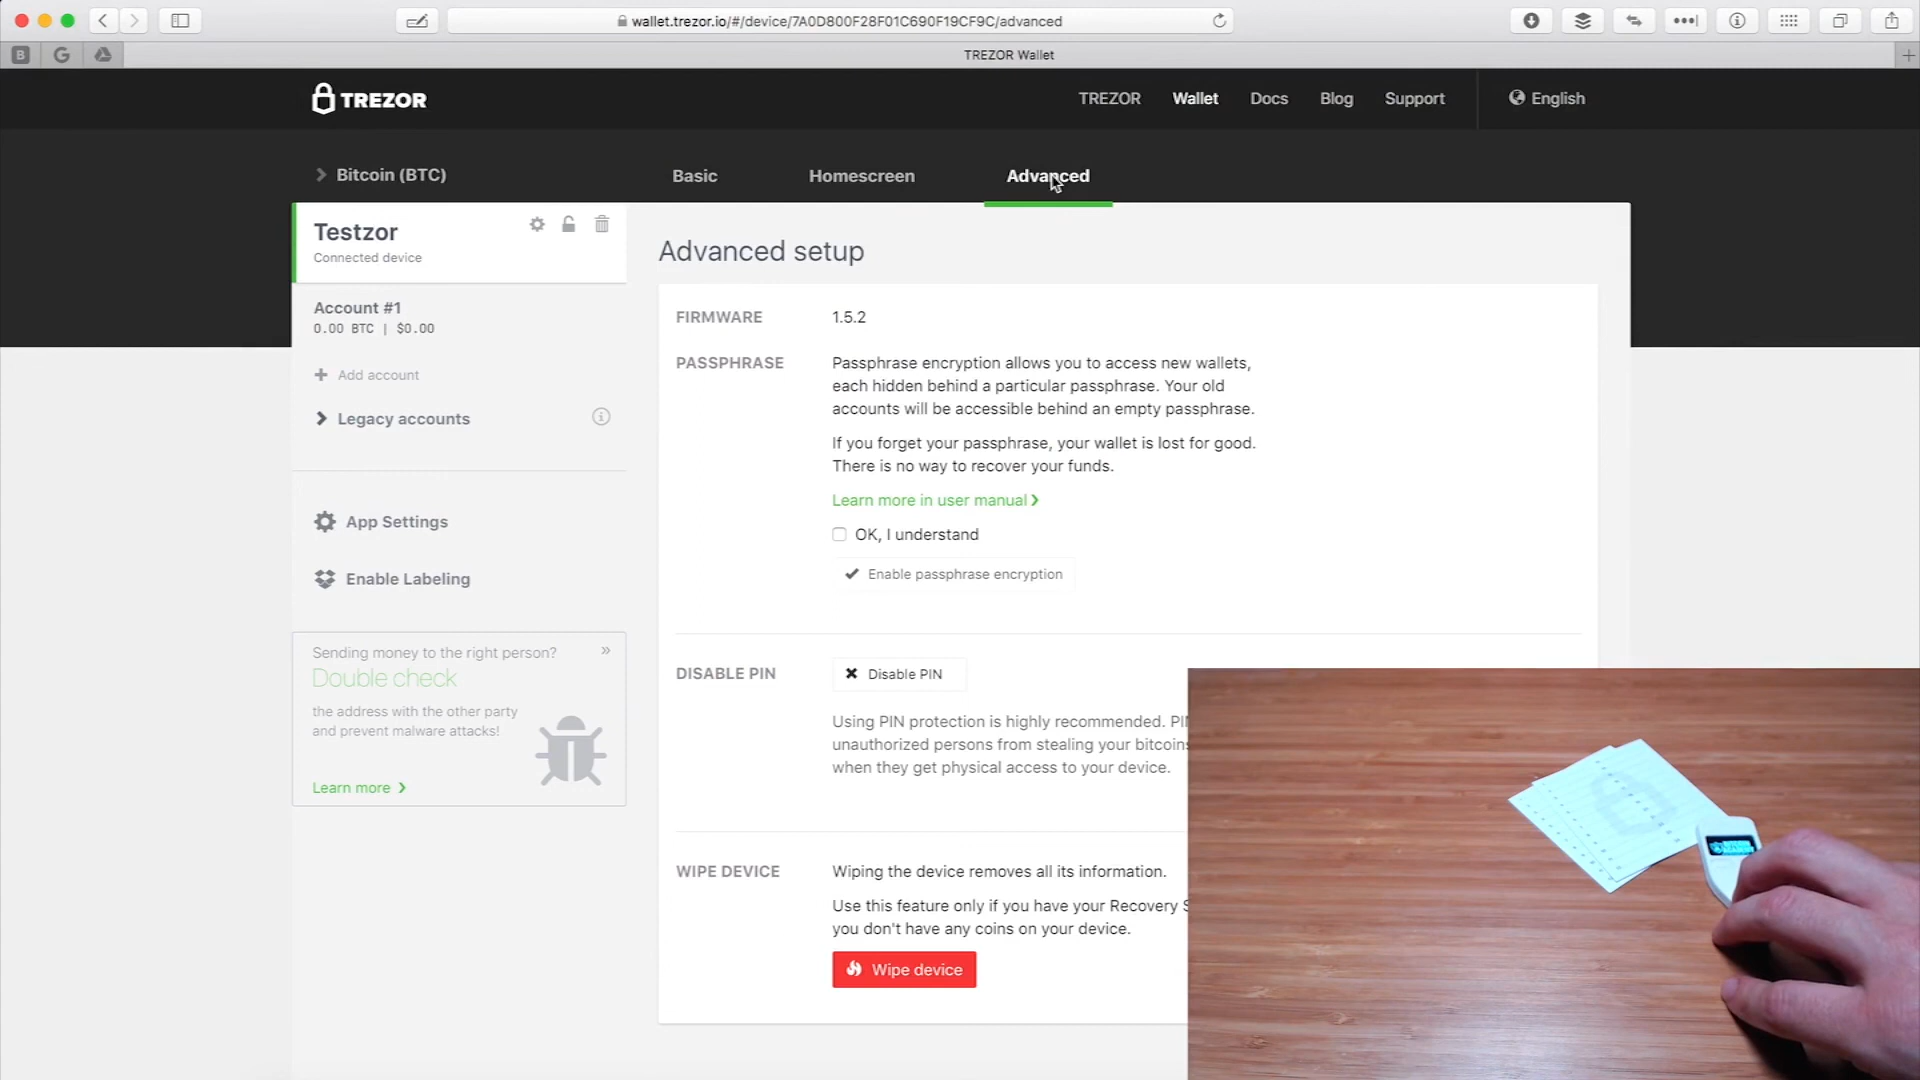 wallet.trezor.io/#/device/7A0D800F28F01C690F19CF9C/advanced
B
G
TREZOR Wallet
TREZOR
TREZOR
Wallet
Docs
Blog
Support
English
Bitcoin (BTC)
Basic
Homescreen
Advanced
Testzor
Connected device
Account #1
0.00 BTC | $0.00
Add account
Legacy accounts
App Settings
Enable Labeling
Sending money to the right person?
Double check
the address with the other party
and prevent malware attacks!
Learn more
Advanced setup
FIRMWARE
1.5.2
PASSPHRASE
Passphrase encryption allows you to access new wallets,
each hidden behind a particular passphrase. Your old
accounts will be accessible behind an empty passphrase.
If you forget your passphrase, your wallet is lost for good.
There is no way to recover your funds.
Learn more in user manual
OK, I understand
Enable passphrase encryption
DISABLE PIN
Disable PIN
Using PIN protection is highly recommended.
unauthorized persons from stealing your bitcoins
when they get physical access to your device.
WIPE DEVICE
Wiping the device removes all its information.
Use this feature only if you have your Recovery
you don't have any coins on your device.
Wipe device